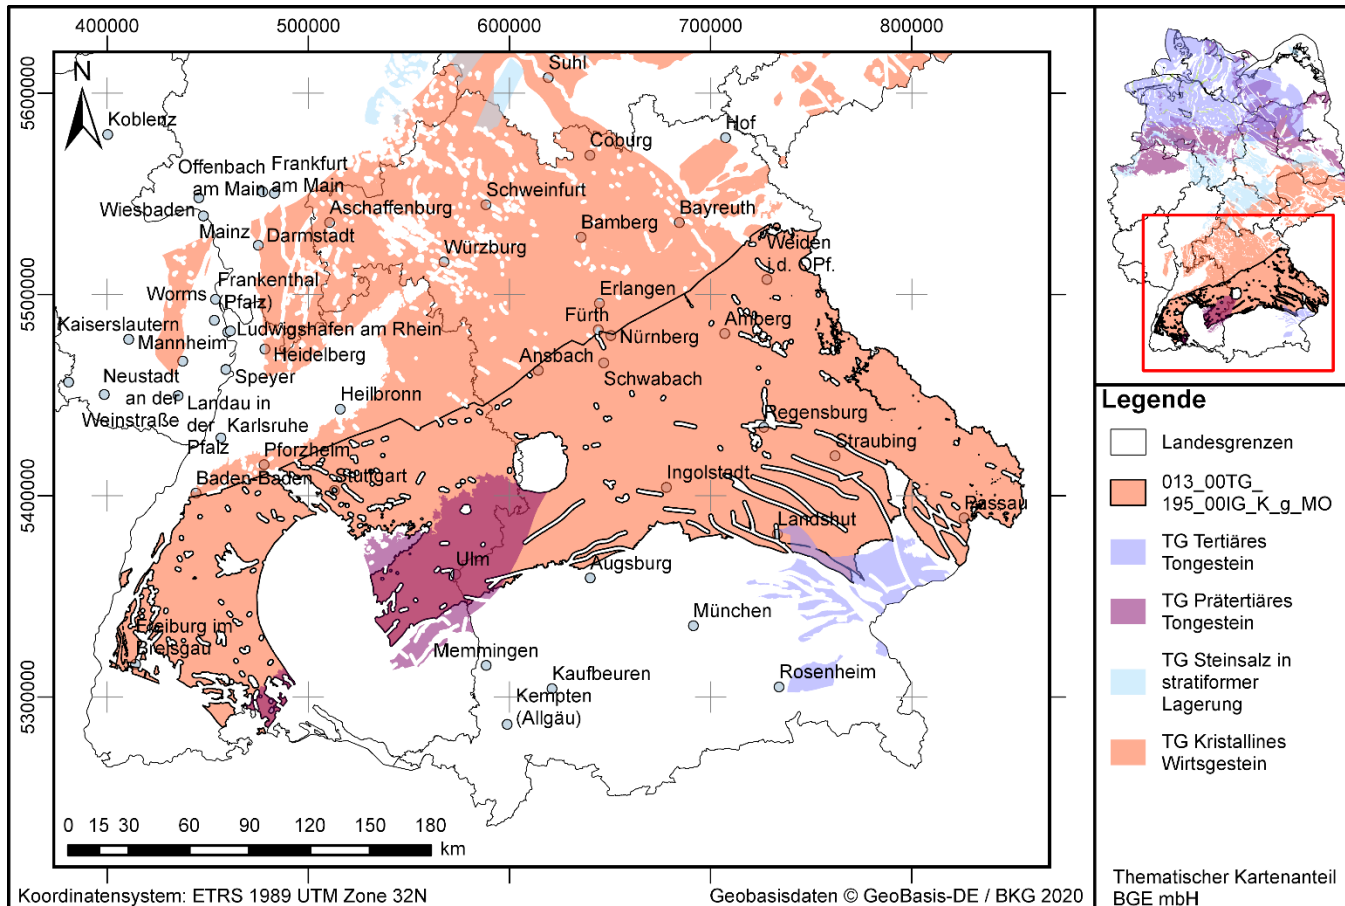 400000
500000
600000
700000
800000
5600000
5500000
5400000
5300000
N
Suhl
Koblenz
Hof
Coburg
Offenbach
am Main
Frankfurt
am Main
Schweinfurt
Wiesbaden
Aschaffenburg
Bayreuth
Mainz
Darmstadt
Bamberg
Würzburg
Weiden
i.d. OPf.
Frankenthal
(Pfalz)
Worms
Erlangen
Kaiserslautern
Ludwigshafen am Rhein
Fürth
Amberg
Mannheim
Heidelberg
Nürnberg
Ansbach
Speyer
Schwabach
Neustadt
an der
Weinstraße
Heilbronn
Landau in
der
Pfalz
Karlsruhe
Regensburg
Pforzheim
Straubing
Baden-Baden
Stuttgart
Ingolstadt
Passau
Landshut
Ulm
Augsburg
München
Freiburg im
Breisgau
Memmingen
Kaufbeuren
Rosenheim
Kempten
(Allgäu)
0 15 30 60 90 120 150 180
km
Koordinatensystem: ETRS 1989 UTM Zone 32N
Geobasisdaten © GeoBasis-DE / BKG 2020
Legende
Landesgrenzen
013_00TG_
195_00IG_K_g_MO
TG Tertiäres
Tongestein
TG Prätertiäres
Tongestein
TG Steinsalz in
stratiformer
Lagerung
TG Kristallines
Wirtsgestein
Thematischer Kartenanteil
BGE mbH